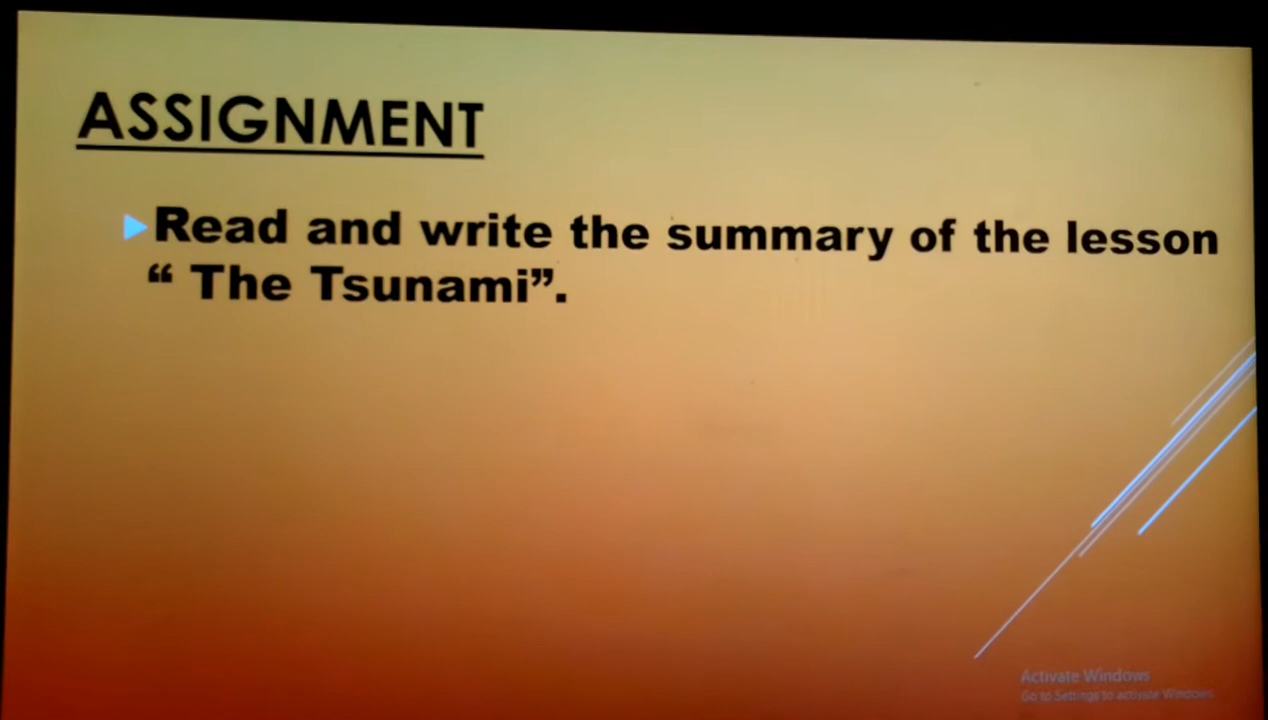 ASSIGNMENT
Read and write the summary of the lesson
“ The Tsunami”.
Activate Windows
Go to Settings to activate Windows.